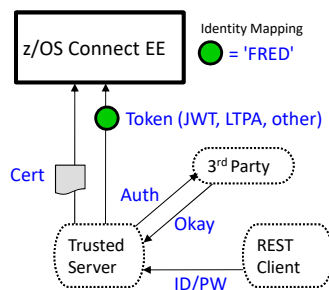 z/OS Connect EE
Identity Mapping
= 'FRED'
Token (JWT, LTPA, other)
Cert
3rd Party
Auth
Okay
Trusted
Server
REST
Client
ID/PW